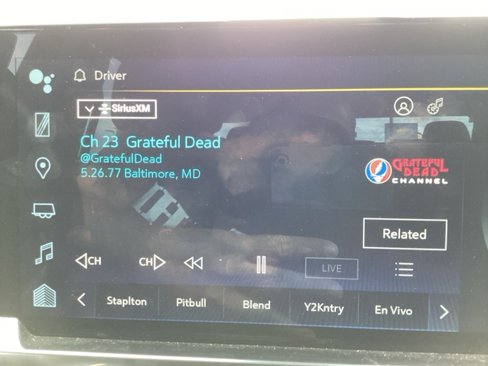 Driver
SiriusXM
Ch 23 Grateful Dead
@GratefulDead
5.26.77 Baltimore, MD
GRATEFUL
DEAD
CHANNEL
Related
CH
CH
LIVE
Staplton
Pitbull
Blend
Y2Kntry
En Vivo